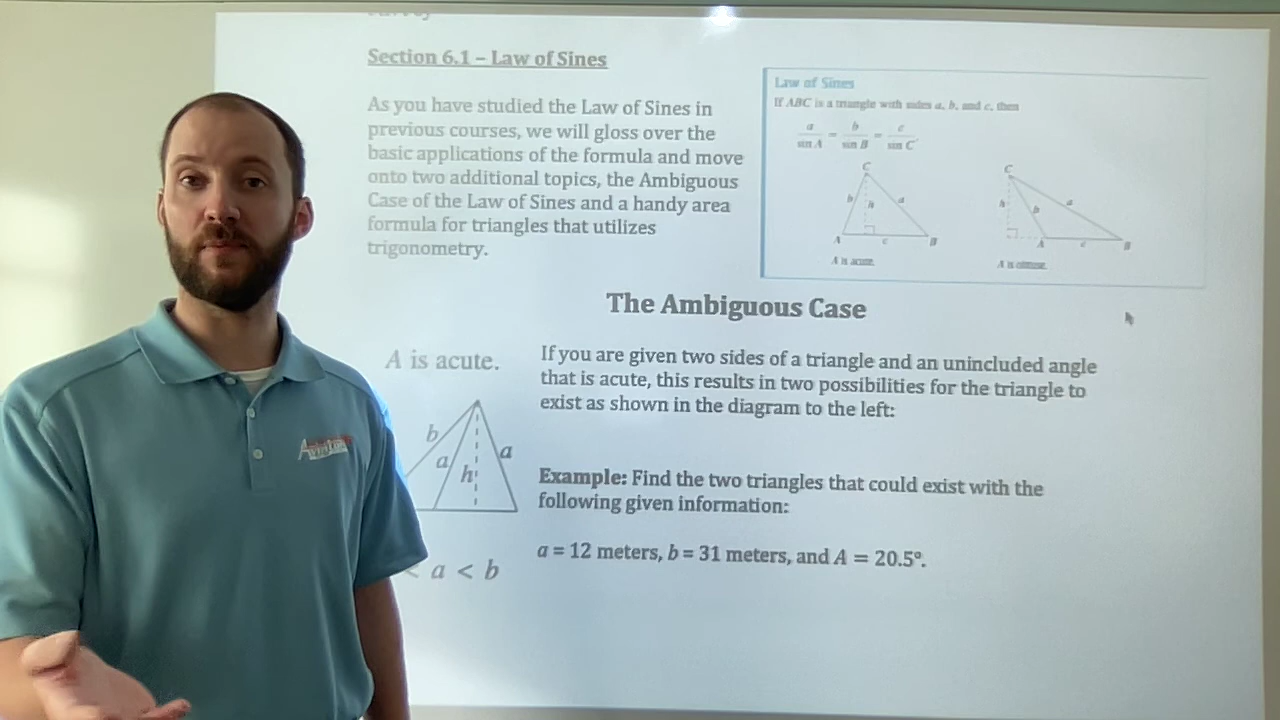 Section 6.1 – Law of Sines
As you have studied the Law of Sines in
previous courses, we will gloss over the
basic applications of the formula and move
onto two additional topics, the Ambiguous
Case of the Law of Sines and a handy area
formula for triangles that utilizes
trigonometry.
Law of Sines
If ABC is a triangle with sides a, b, and c, then
a/sin A = b/sin B = c/sin C
C
b h a
A c B
A is acute.
C
h b a
A c B
A is obtuse.
The Ambiguous Case
A is acute.
b
a h a
< a < b
If you are given two sides of a triangle and an unincluded angle
that is acute, this results in two possibilities for the triangle to
exist as shown in the diagram to the left:
Example: Find the two triangles that could exist with the
following given information:
a = 12 meters, b = 31 meters, and A = 20.5°.